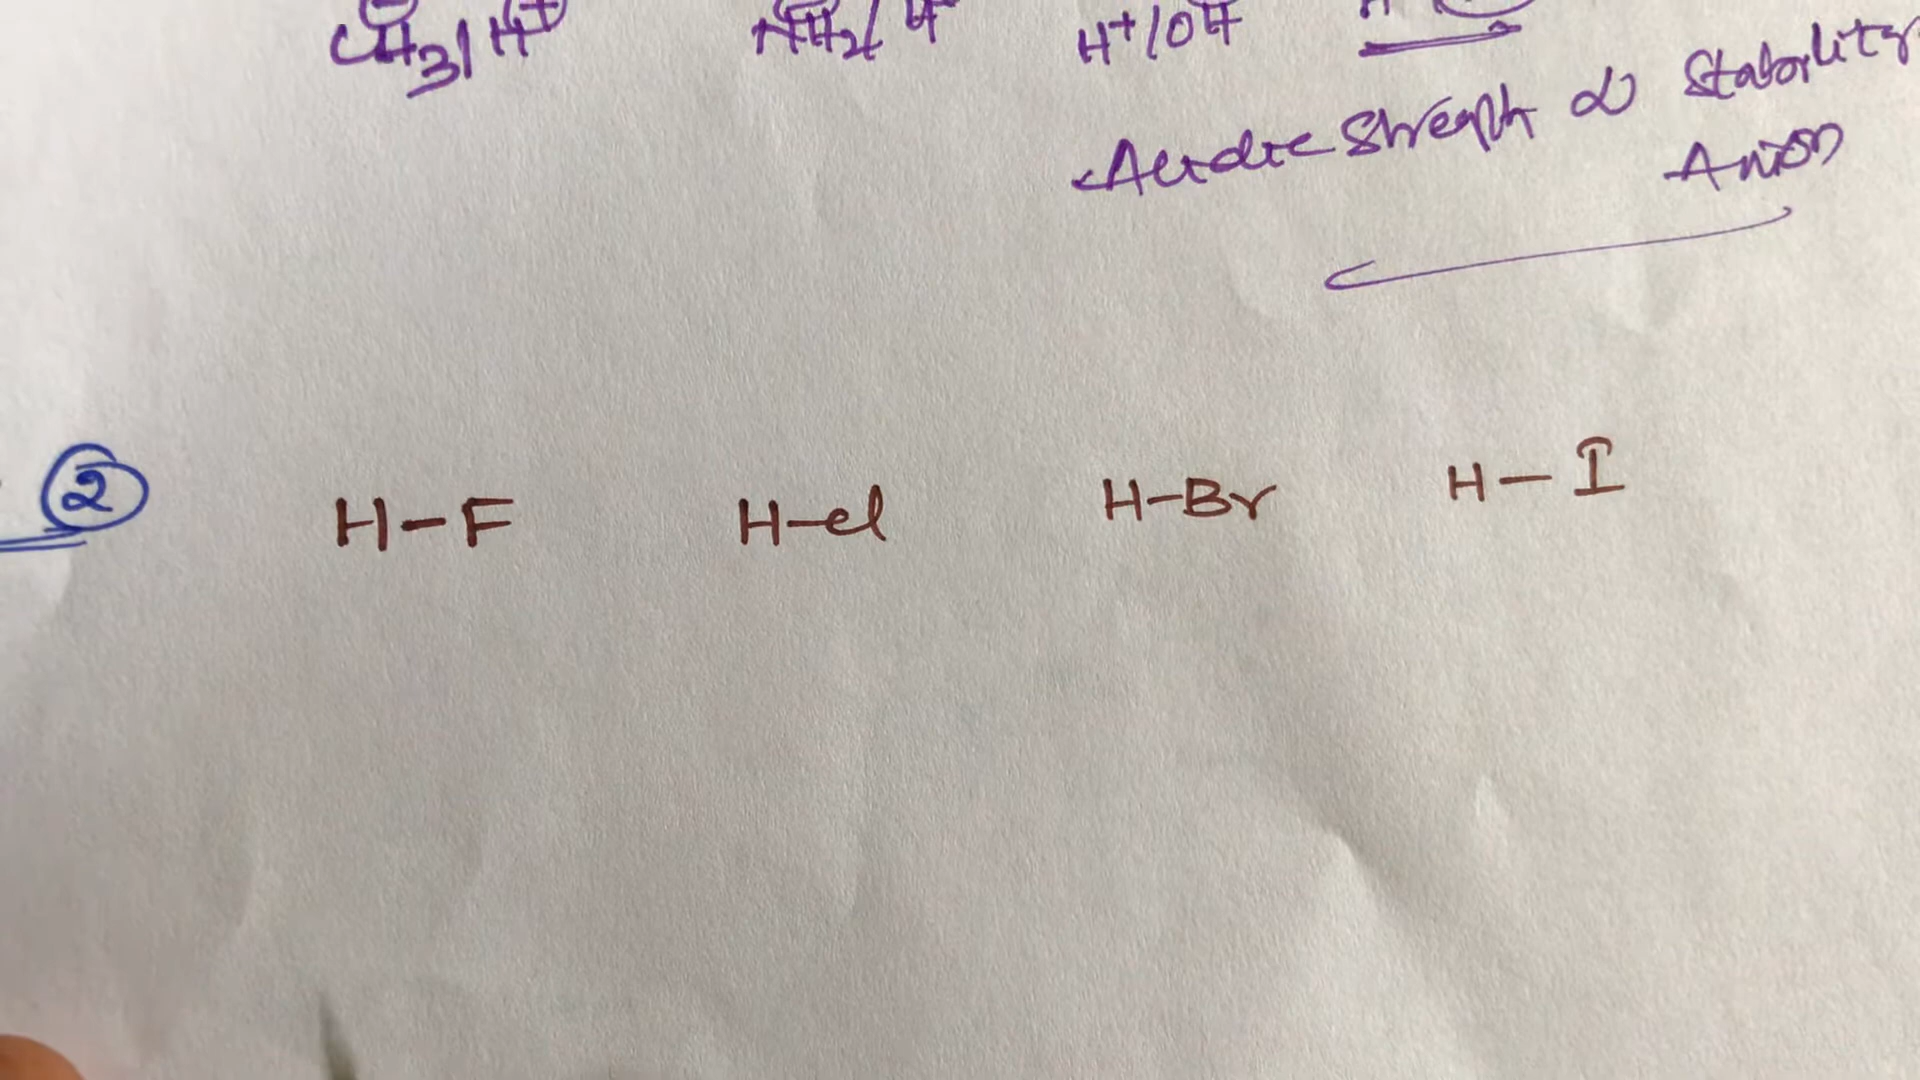 CH3/H+ NH2/H+ H+/OH
Acidic Strength ∝ Stability
Anion
② H-F H-cl H-Br H-I